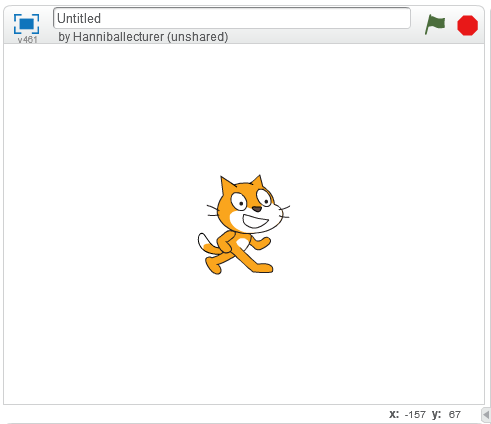 Untitled
by Hanniballecturer (unshared)
v461
x: -157 y: 67